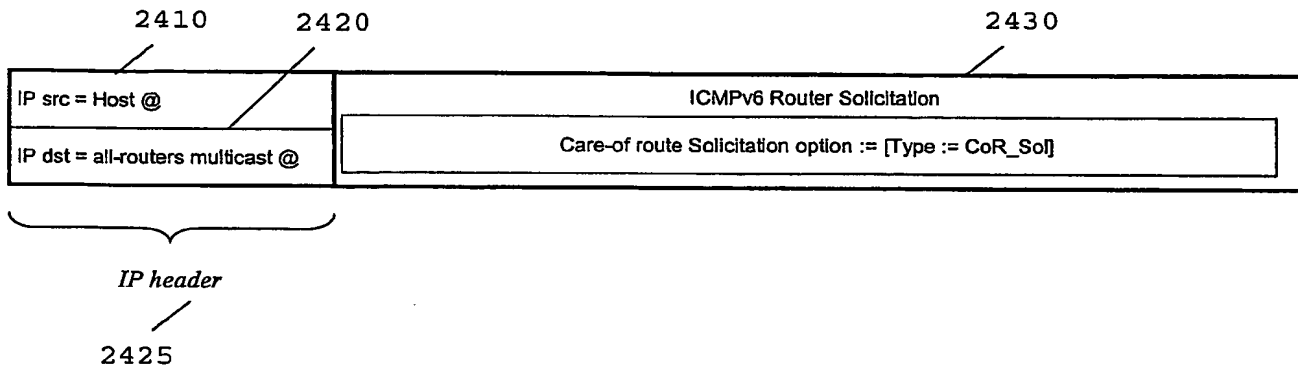 2410
2420
2430
IP src = Host @
ICMPv6 Router Solicitation
IP dst = all-routers multicast @
Care-of route Solicitation option := [Type := CoR_Sol]
IP header
2425